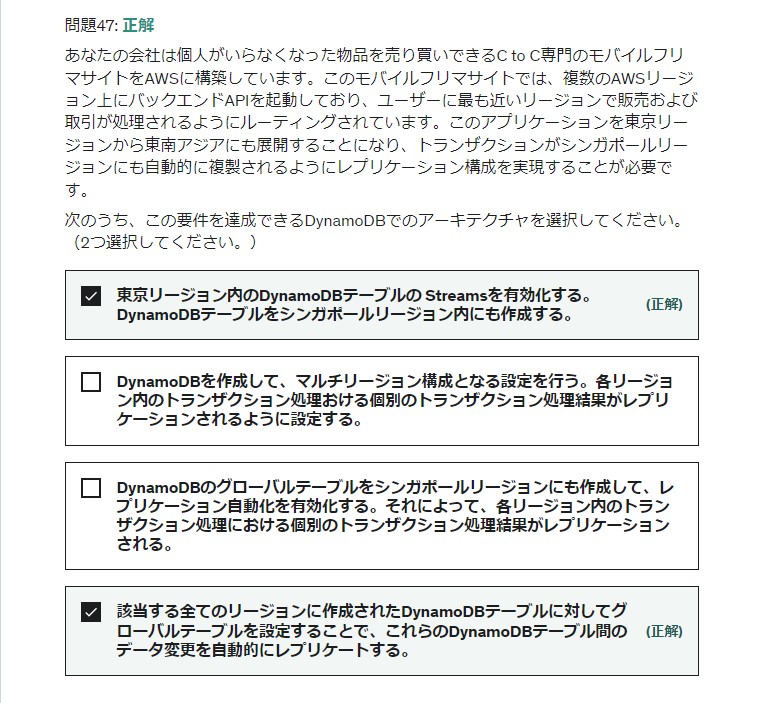 問題47: 正解
あなたの会社は個人がいらなくなった物品を売り買いできるC to C専門のモバイルフリ
マサイトをAWSに構築しています。このモバイルフリマサイトでは、複数のAWSリージ
ョン上にバックエンドAPIを起動しており、ユーザーに最も近いリージョンで販売および
取引が処理されるようにルーティングされています。このアプリケーションを東京リー
ジョンから東南アジアにも展開することになり、トランザクションがシンガポールリー
ジョンにも自動的に複製されるようにレプリケーション構成を実現することが必要で
す。
次のうち、この要件を達成できるDynamoDBでのアーキテクチャを選択してください。
（2つ選択してください。）
東京リージョン内のDynamoDBテーブルの Streamsを有効化する。
DynamoDBテーブルをシンガポールリージョン内にも作成する。
(正解)
DynamoDBを作成して、マルチリージョン構成となる設定を行う。各リージョ
ン内のトランザクション処理おける個別のトランザクション処理結果がレプリ
ケーションされるように設定する。
DynamoDBのグローバルテーブルをシンガポールリージョンにも作成して、レ
プリケーション自動化を有効化する。それによって、各リージョン内のトラン
ザクション処理における個別のトランザクション処理結果がレプリケーション
される。
該当する全てのリージョンに作成されたDynamoDBテーブルに対してグ
ローバルテーブルを設定することで、これらのDynamoDBテーブル間の
データ変更を自動的にレプリケートする。
(正解)